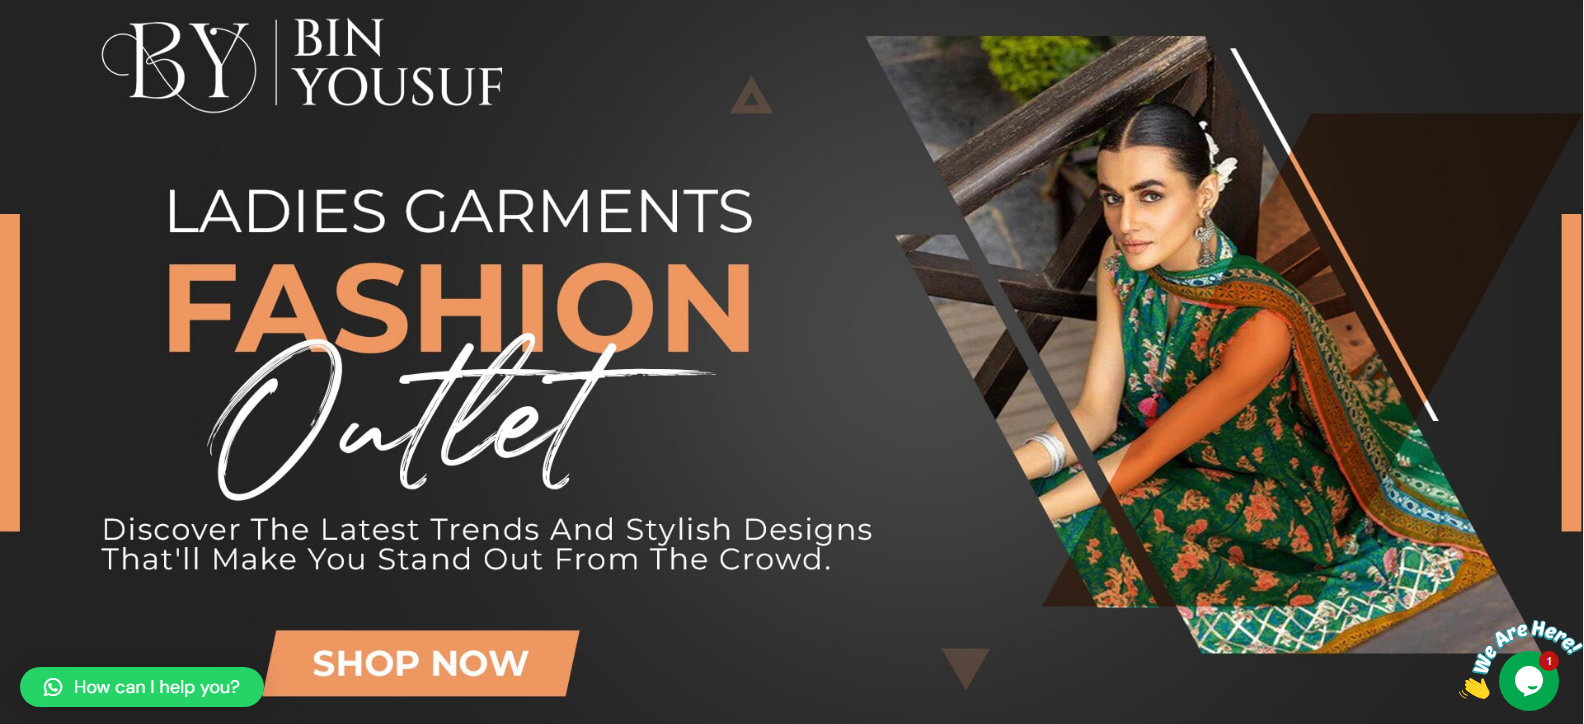 BY
BIN
YOUSUF
LADIES GARMENTS
FASHION
Outlet
Discover The Latest Trends And Stylish Designs
That'll Make You Stand Out From The Crowd.
SHOP NOW
How can I help you?
We Are Here!
1